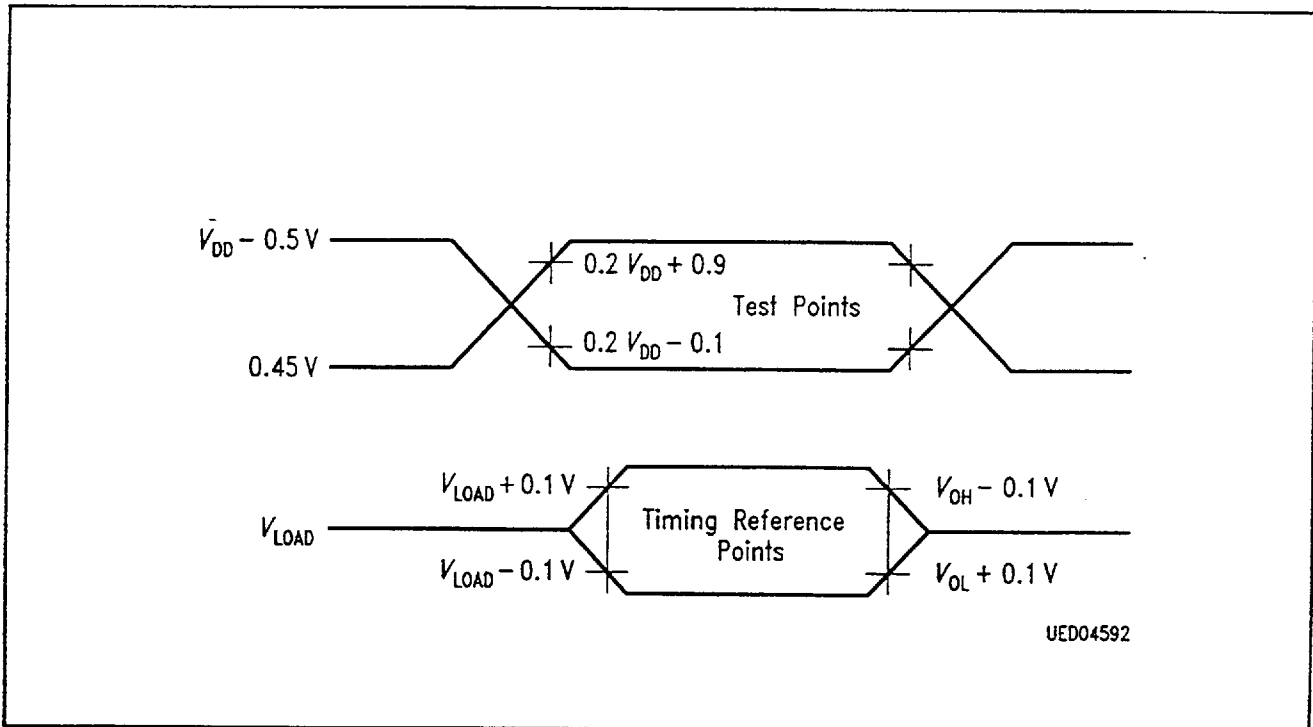 V_DD – 0.5 V
0.2 V_DD + 0.9
Test Points
0.2 V_DD – 0.1
0.45 V
V_LOAD + 0.1 V
V_OH – 0.1 V
V_LOAD
Timing Reference
Points
V_LOAD – 0.1 V
V_OL + 0.1 V
UED04592